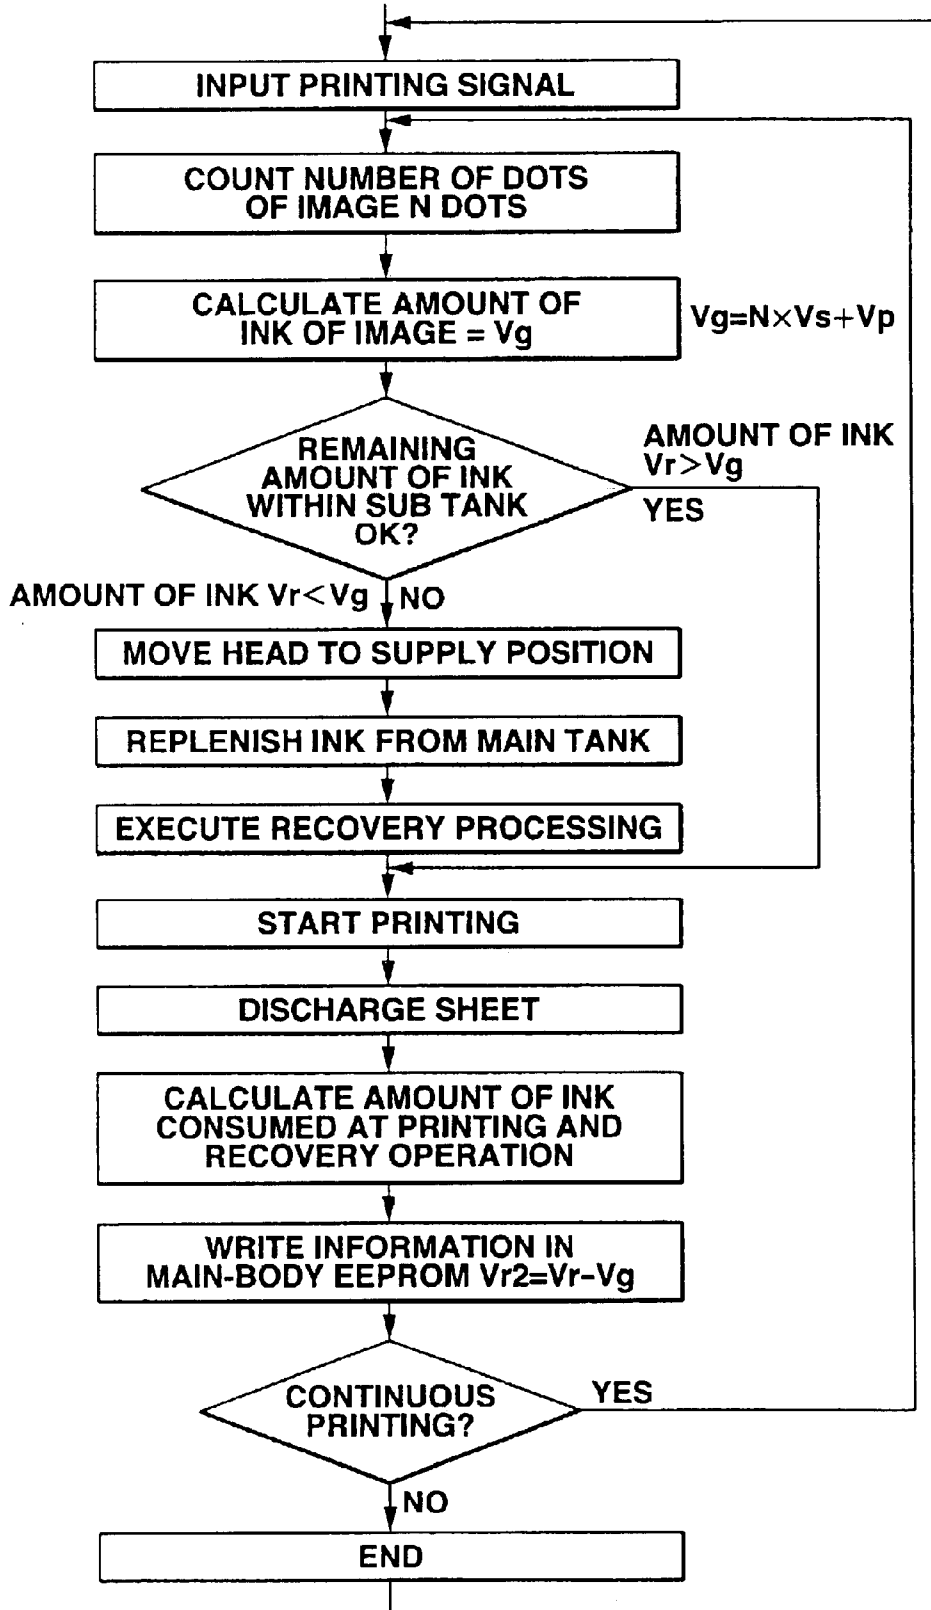 INPUT PRINTING SIGNAL
COUNT NUMBER OF DOTS
OF IMAGE N DOTS
CALCULATE AMOUNT OF
INK OF IMAGE = Vg
Vg=N×Vs+Vp
REMAINING
AMOUNT OF INK
WITHIN SUB TANK
OK?
AMOUNT OF INK
Vr>Vg
YES
AMOUNT OF INK Vr<Vg
NO
MOVE HEAD TO SUPPLY POSITION
REPLENISH INK FROM MAIN TANK
EXECUTE RECOVERY PROCESSING
START PRINTING
DISCHARGE SHEET
CALCULATE AMOUNT OF INK
CONSUMED AT PRINTING AND
RECOVERY OPERATION
WRITE INFORMATION IN
MAIN-BODY EEPROM Vr2=Vr-Vg
CONTINUOUS
PRINTING?
YES
NO
END